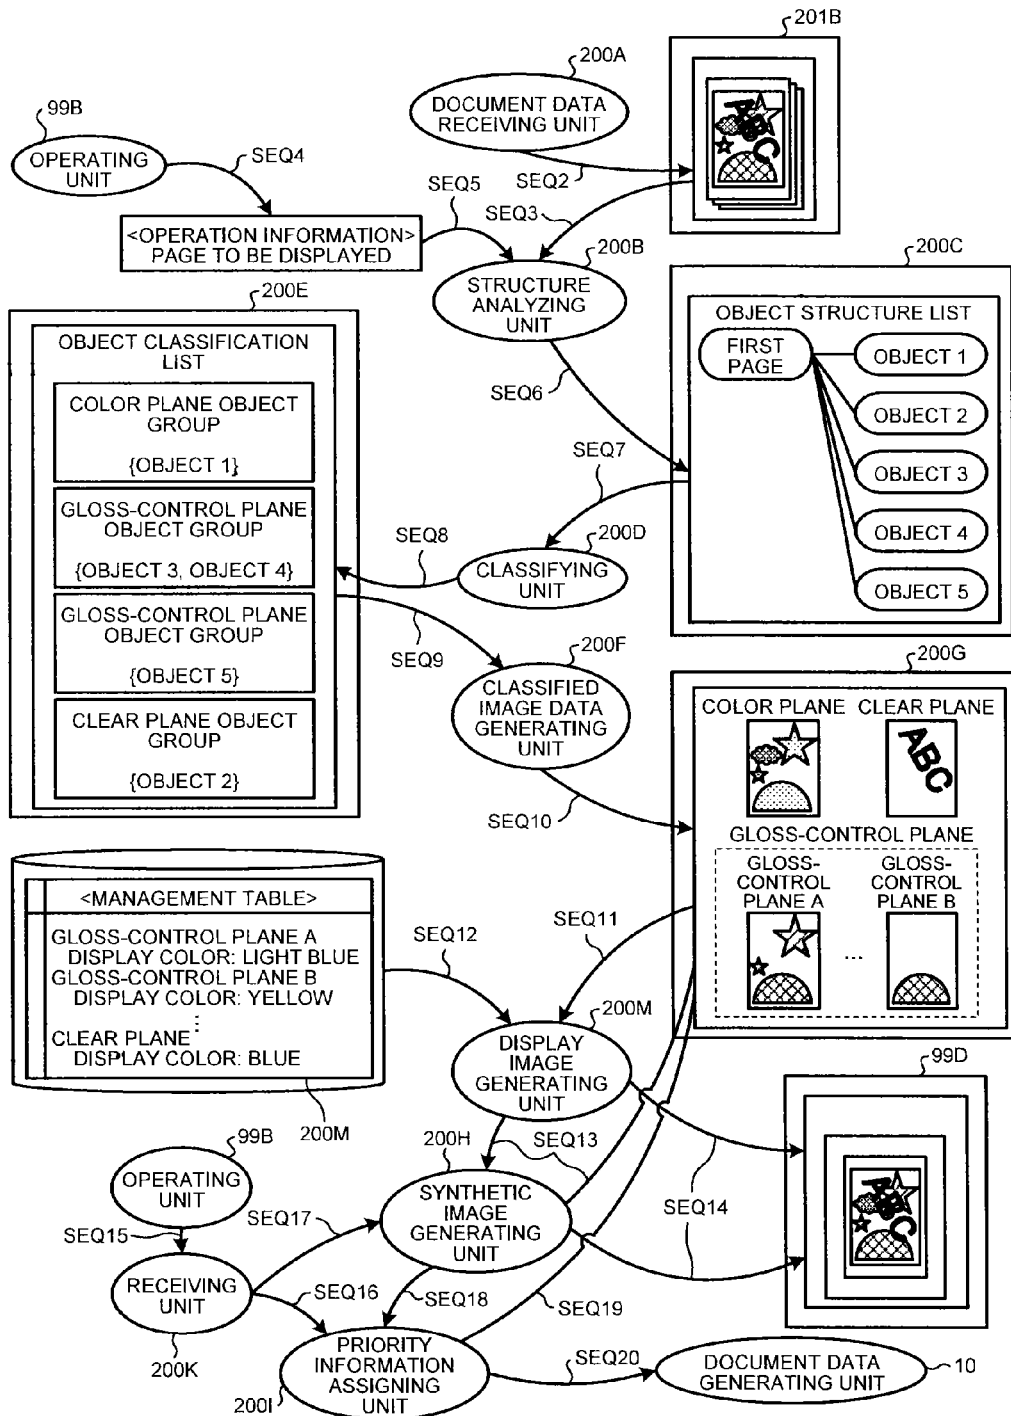 201B
200A
DOCUMENT DATA
RECEIVING UNIT
99B
OPERATING
UNIT
SEQ4
SEQ2
SEQ5
SEQ3
ABC
<OPERATION INFORMATION>
PAGE TO BE DISPLAYED
200B
STRUCTURE
ANALYZING
UNIT
200C
OBJECT STRUCTURE LIST
FIRST
PAGE
OBJECT 1
OBJECT 2
OBJECT 3
OBJECT 4
OBJECT 5
SEQ6
SEQ7
200E
OBJECT CLASSIFICATION
LIST
COLOR PLANE OBJECT
GROUP
{OBJECT 1}
GLOSS-CONTROL PLANE
OBJECT GROUP
{OBJECT 3, OBJECT 4}
GLOSS-CONTROL PLANE
OBJECT GROUP
{OBJECT 5}
CLEAR PLANE OBJECT
GROUP
{OBJECT 2}
SEQ8
200D
CLASSIFYING
UNIT
SEQ9
200F
CLASSIFIED
IMAGE DATA
GENERATING
UNIT
SEQ10
200G
COLOR PLANE
CLEAR PLANE
ABC
GLOSS-CONTROL PLANE
GLOSS-
CONTROL
PLANE A
...
GLOSS-
CONTROL
PLANE B
<MANAGEMENT TABLE>
GLOSS-CONTROL PLANE A
DISPLAY COLOR: LIGHT BLUE
GLOSS-CONTROL PLANE B
DISPLAY COLOR: YELLOW
⋮
CLEAR PLANE
DISPLAY COLOR: BLUE
200M
SEQ12
SEQ11
200M
DISPLAY
IMAGE
GENERATING
UNIT
99D
ABC
SEQ13
SEQ14
99B
OPERATING
UNIT
SEQ15
200H
SYNTHETIC
IMAGE
GENERATING
UNIT
SEQ17
RECEIVING
UNIT
200K
SEQ16
SEQ18
SEQ19
PRIORITY
INFORMATION
ASSIGNING
UNIT
200I
SEQ20
DOCUMENT DATA
GENERATING UNIT
10